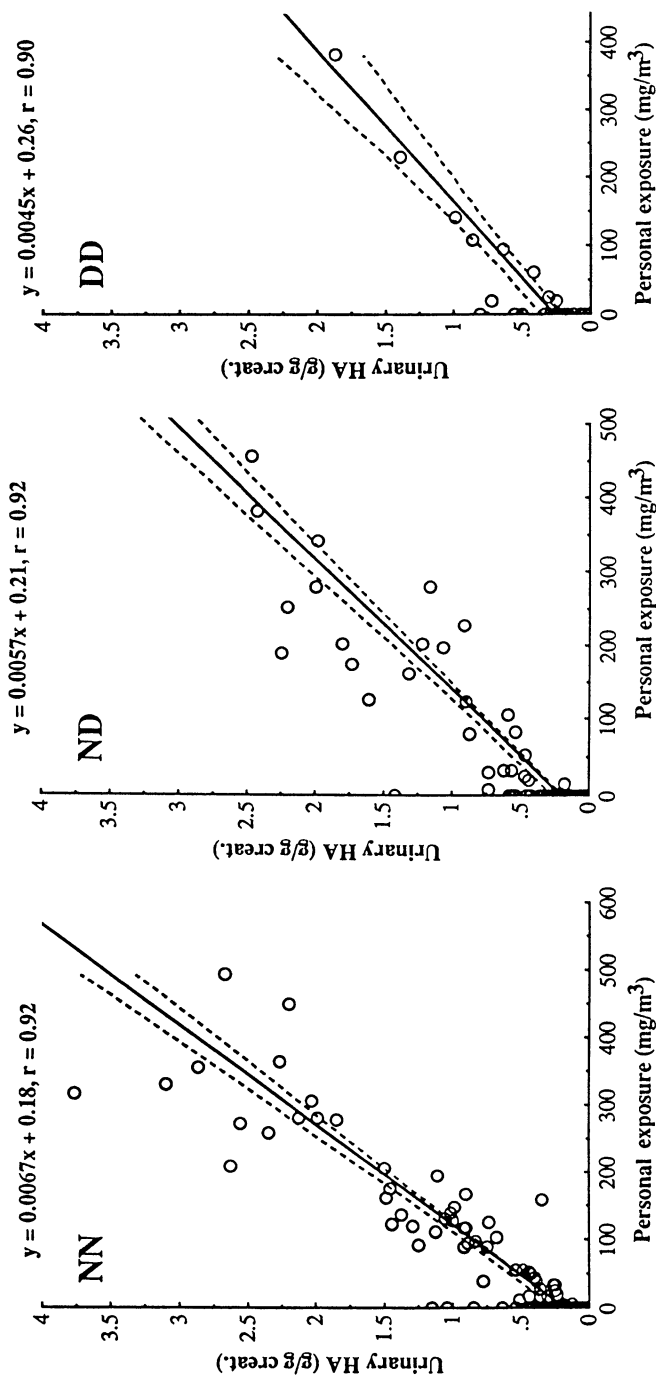 y = 0.0067x + 0.18, r = 0.92
NN
Urinary HA (g/g creat.)
4
3.5
3
2.5
2
1.5
1
.5
0
0 100 200 300 400 500 600
Personal exposure (mg/m³)
y = 0.0057x + 0.21, r = 0.92
ND
Urinary HA (g/g creat.)
4
3.5
3
2.5
2
1.5
1
.5
0
0 100 200 300 400 500
Personal exposure (mg/m³)
y = 0.0045x + 0.26, r = 0.90
DD
Urinary HA (g/g creat.)
4
3.5
3
2.5
2
1.5
1
.5
0
0 100 200 300 400
Personal exposure (mg/m³)